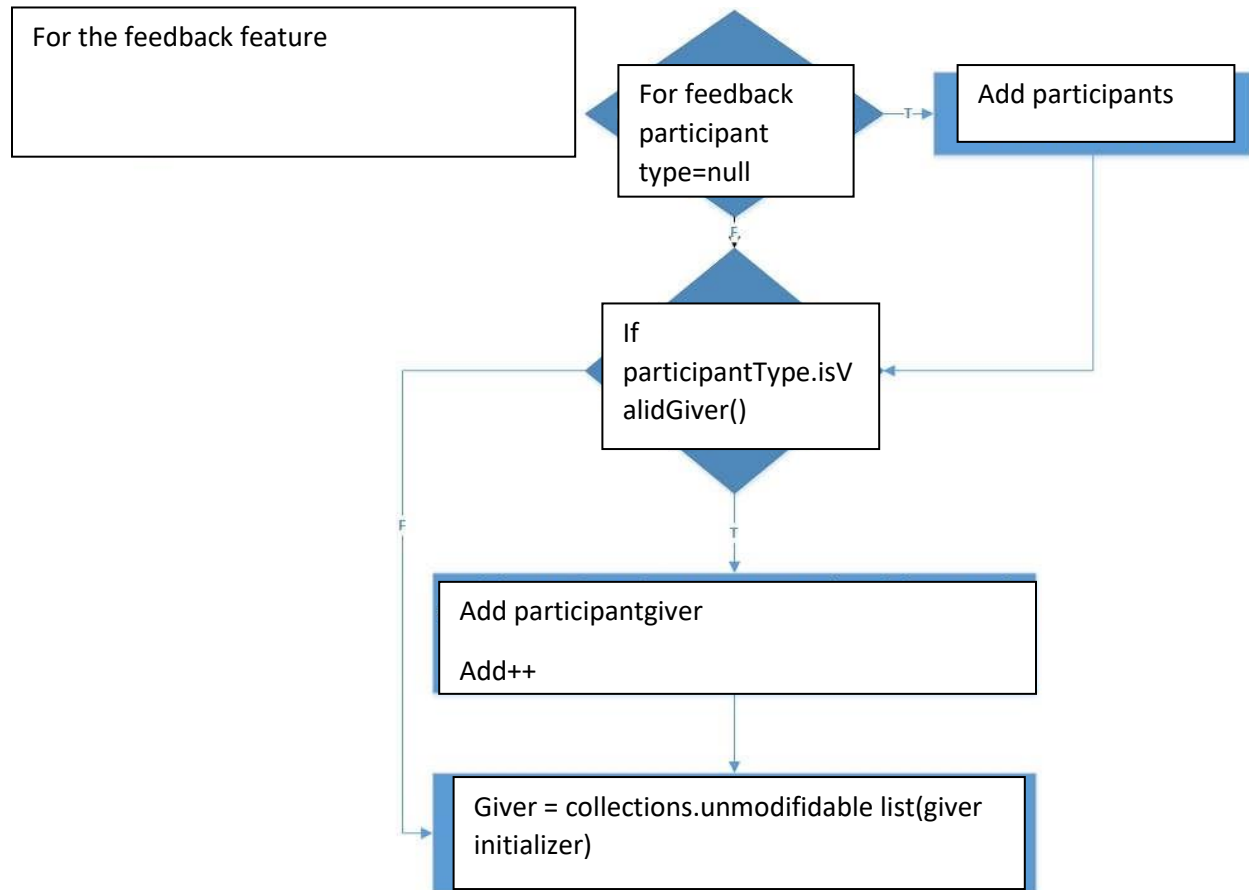 For the feedback feature
For feedback
participant
type=null
T
Add participants
F
If
participantType.isV
alidGiver()
F
T
Add participantgiver
Add++
Giver = collections.unmodifidable list(giver
initializer)